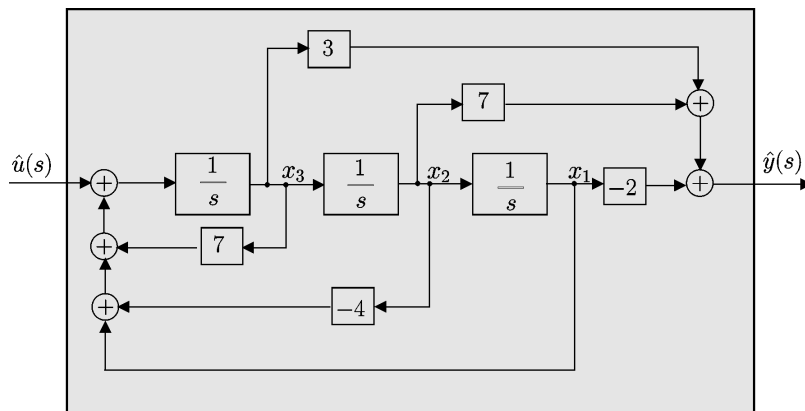 3
7
û(s)
+
+
1
s
x₃
1
s
x₂
1
s
x₁
−2
+
ŷ(s)
+
7
+
−4